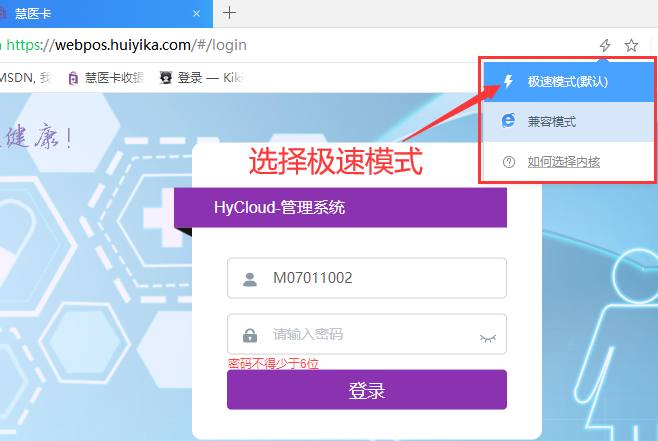 慧医卡
https://webpos.huiyika.com/#/login
MSDN, 我
慧医卡收银
登录 — Kiki
极速模式(默认)
兼容模式
如何选择内核
健康!
选择极速模式
HyCloud-管理系统
M07011002
请输入密码
密码不得少于6位
登录